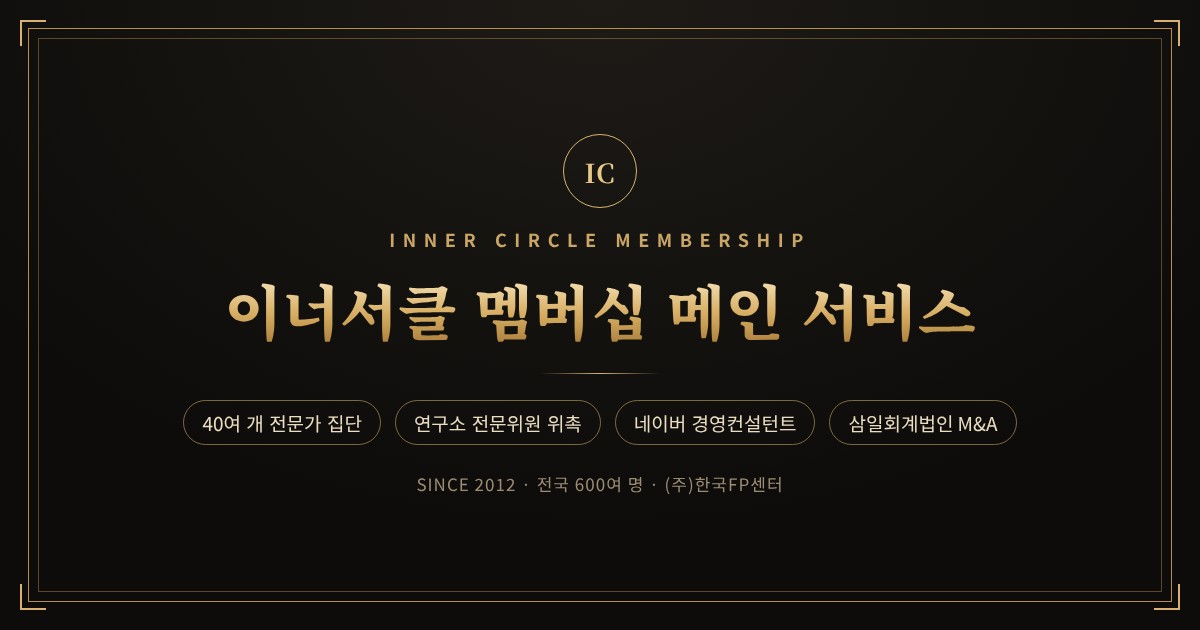 IC
INNER CIRCLE MEMBERSHIP
이너서클 멤버십 메인 서비스
40여 개 전문가 집단 연구소 전문위원 위촉 네이버 경영컨설턴트 삼일회계법인 M&A
SINCE 2012 · 전국 600여 명 · (주)한국FP센터